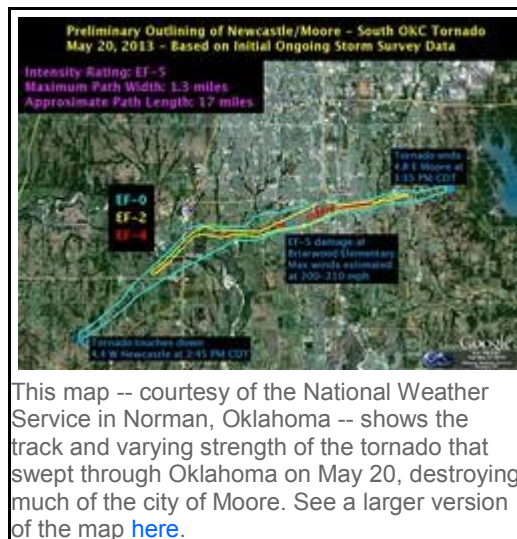 Preliminary Outlining of Newcastle/Moore - South OKC Tornado
May 20, 2013 - Based on Initial Ongoing Storm Survey Data
Intensity Rating: EF-5
Maximum Path Width: 1.3 miles
Approximate Path Length: 17 miles
Tornado ends
4.8 E Moore at
3:35 PM CDT
EF-0
EF-2
EF-4
EF-5 damage at
Briarwood Elementary
Max winds estimated
at 200-210 mph
Tornado touches down
4.4 W Newcastle at 2:45 PM CDT
Google
This map -- courtesy of the National Weather
Service in Norman, Oklahoma -- shows the
track and varying strength of the tornado that
swept through Oklahoma on May 20, destroying
much of the city of Moore. See a larger version
of the map here.